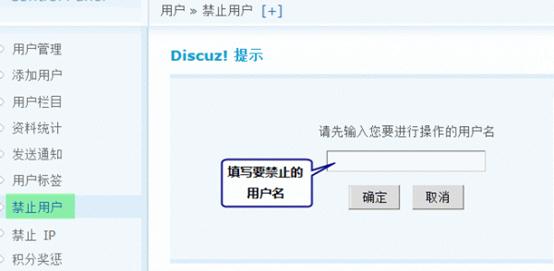 用户 » 禁止用户 [+]
用户管理
添加用户
用户栏目
资料统计
发送通知
用户标签
禁止用户
禁止 IP
积分奖惩
Discuz! 提示
请先输入您要进行操作的用户名
填写要禁止的
用户名
确定 取消